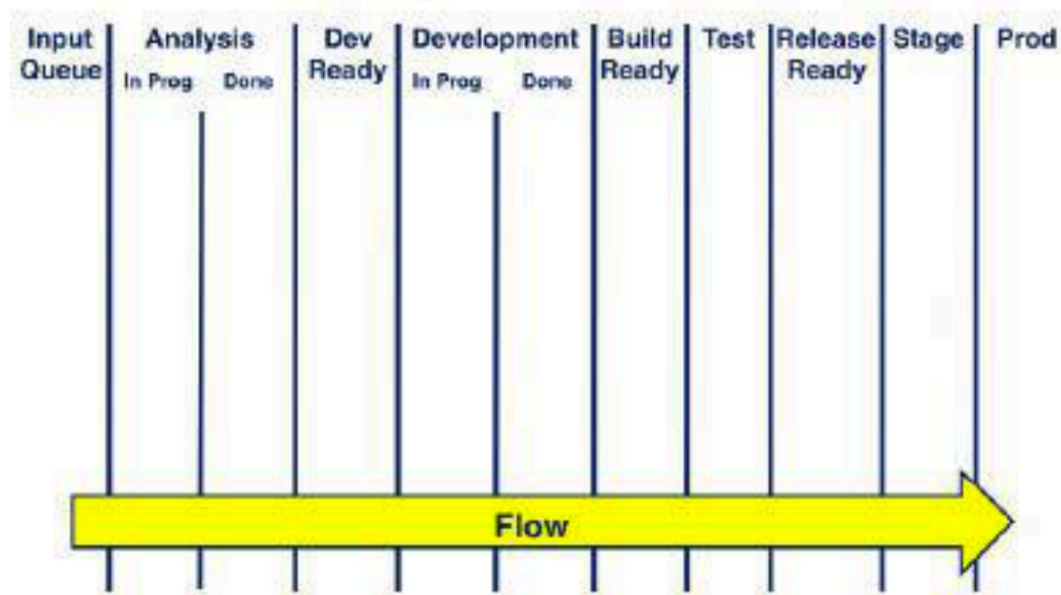 Input Queue
Analysis
In Prog Done
Dev Ready
Development
In Prog Done
Build Ready
Test
Release Ready
Stage
Prod
Flow